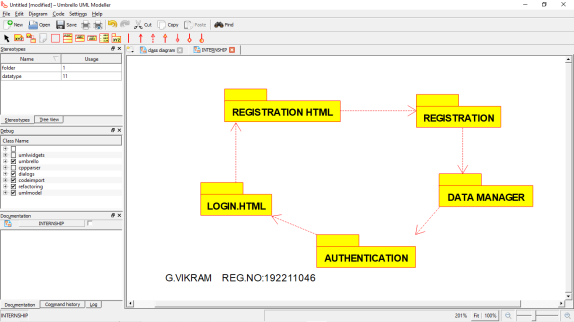 Untitled [modified] – Umbrello UML Modeller
File Edit Diagram Code Settings Help
New Open Save Cut Copy Paste Find
Stereotypes
Name Usage
folder 1
datatype 11
Stereotypes Tree View
Debug
Class Name
umlwidgets
umbrello
cppparser
dialogs
codeimport
refactoring
umlmodel
Documentation
INTERNSHIP
Documentation Command history Log
class diagram INTERNSHIP
REGISTRATION HTML
REGISTRATION
DATA MANAGER
LOGIN.HTML
AUTHENTICATION
G.VIKRAM REG.NO:192211046
INTERNSHIP
201% Fit 100%